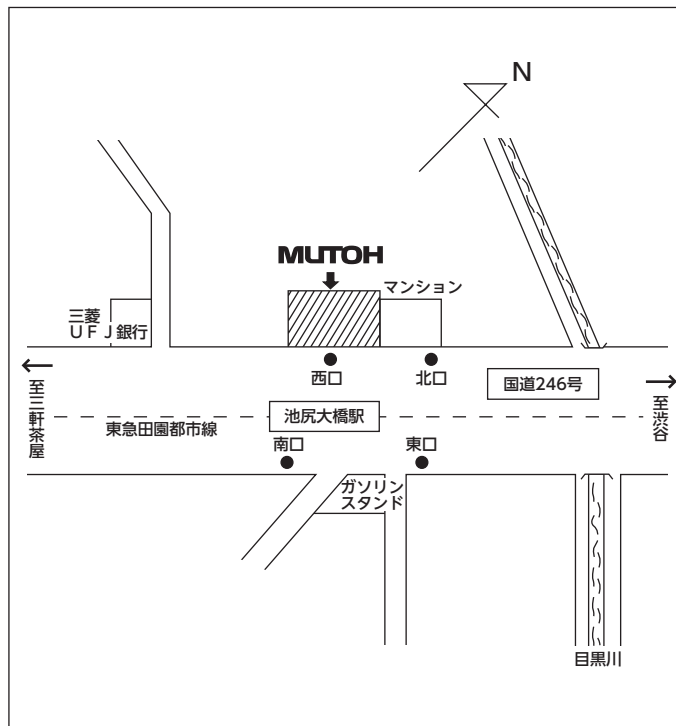 N
MUTOH
マンション
三菱
ＵＦＪ銀行
西口
北口
国道246号
至三軒茶屋
至渋谷
池尻大橋駅
東急田園都市線
南口
東口
ガソリン
スタンド
目黒川